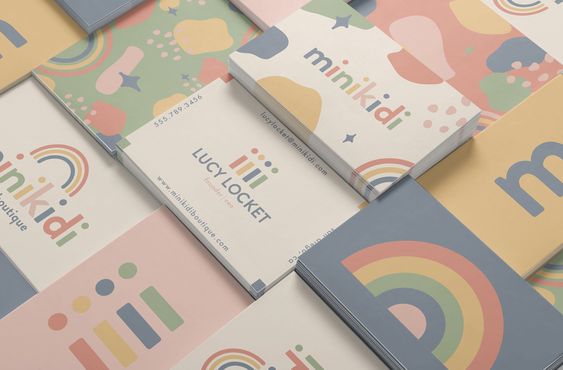 minikidi
lucylocket@minikidi.com
555.789.3456
LUCY LOCKET
founder / ceo
www.minikidiboutique.com
minikidi
boutique
m